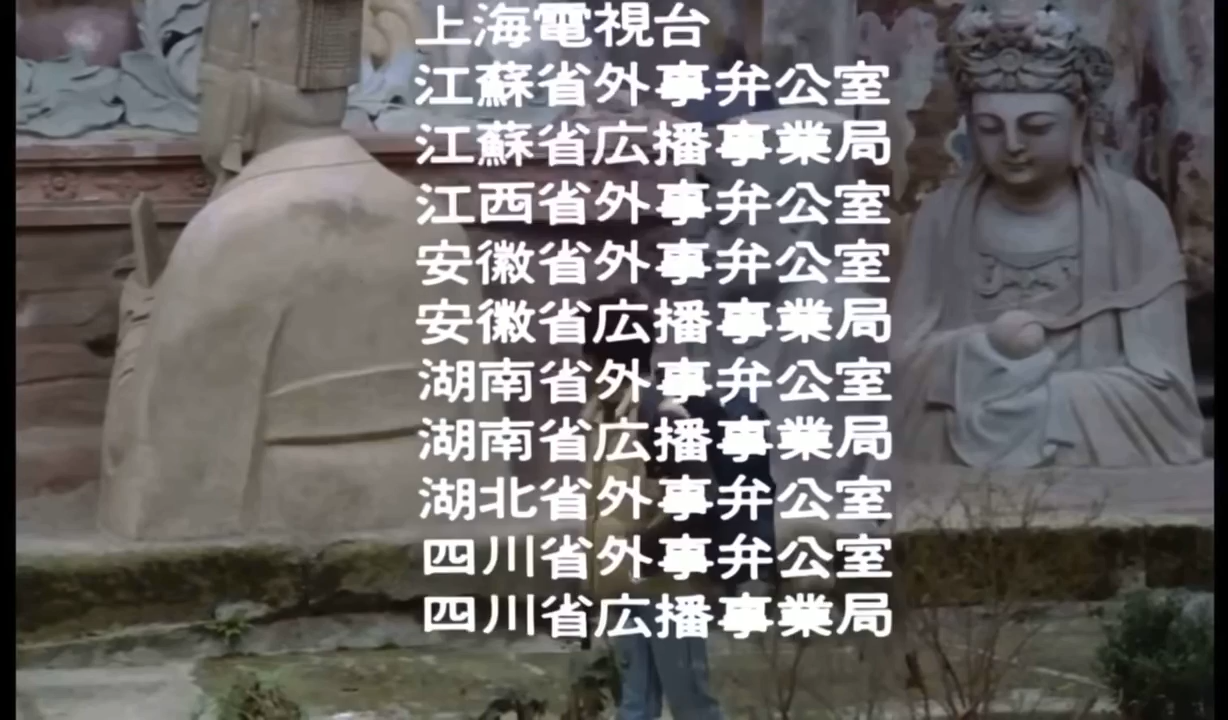 上海電視台
江蘇省外事弁公室
江蘇省広播事業局
江西省外事弁公室
安徽省外事弁公室
安徽省広播事業局
湖南省外事弁公室
湖南省広播事業局
湖北省外事弁公室
四川省外事弁公室
四川省広播事業局